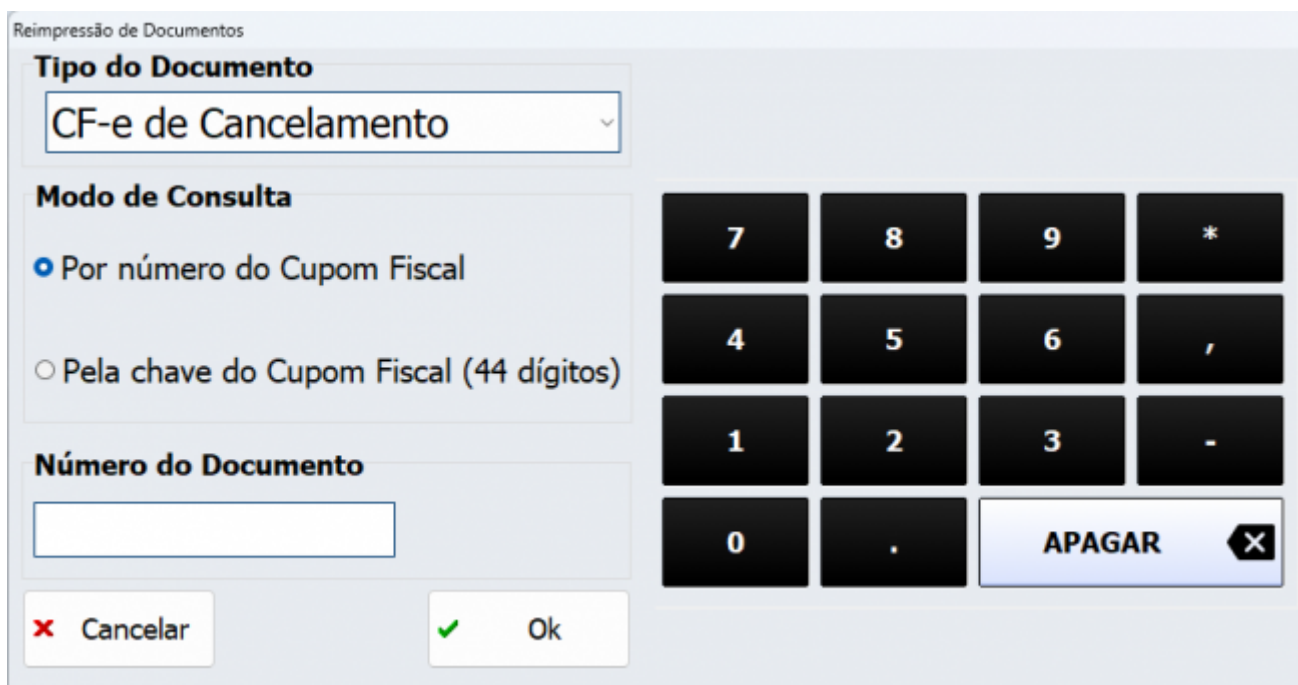 Reimpressão de Documentos
Tipo do Documento
CF-e de Cancelamento
Modo de Consulta
Por número do Cupom Fiscal
Pela chave do Cupom Fiscal (44 dígitos)
Número do Documento
Cancelar
Ok
7 8 9 *
4 5 6 ,
1 2 3 -
0 .
APAGAR